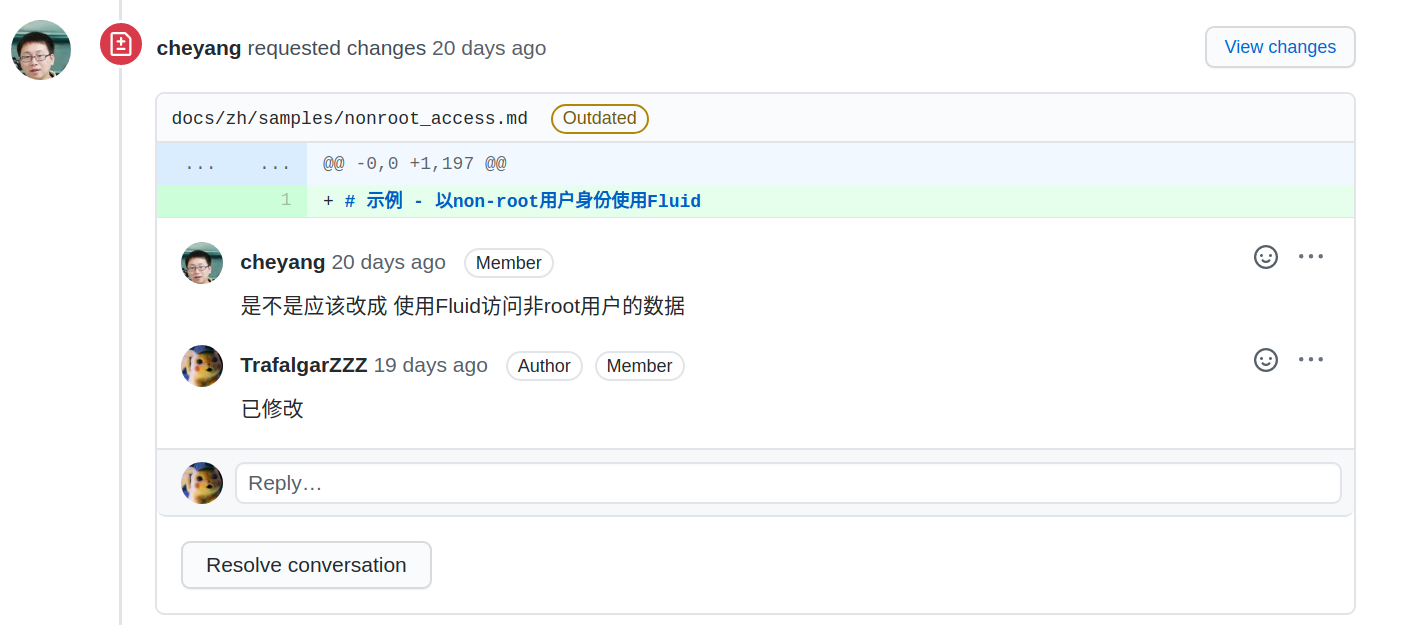 cheyang requested changes 20 days ago
View changes
docs/zh/samples/nonroot_access.md Outdated
... ... @@ -0,0 +1,197 @@
1 + # 示例 - 以non-root用户身份使用Fluid
cheyang 20 days ago Member
是不是应该改成 使用Fluid访问非root用户的数据
TrafalgarZZZ 19 days ago Author Member
已修改
Reply…
Resolve conversation